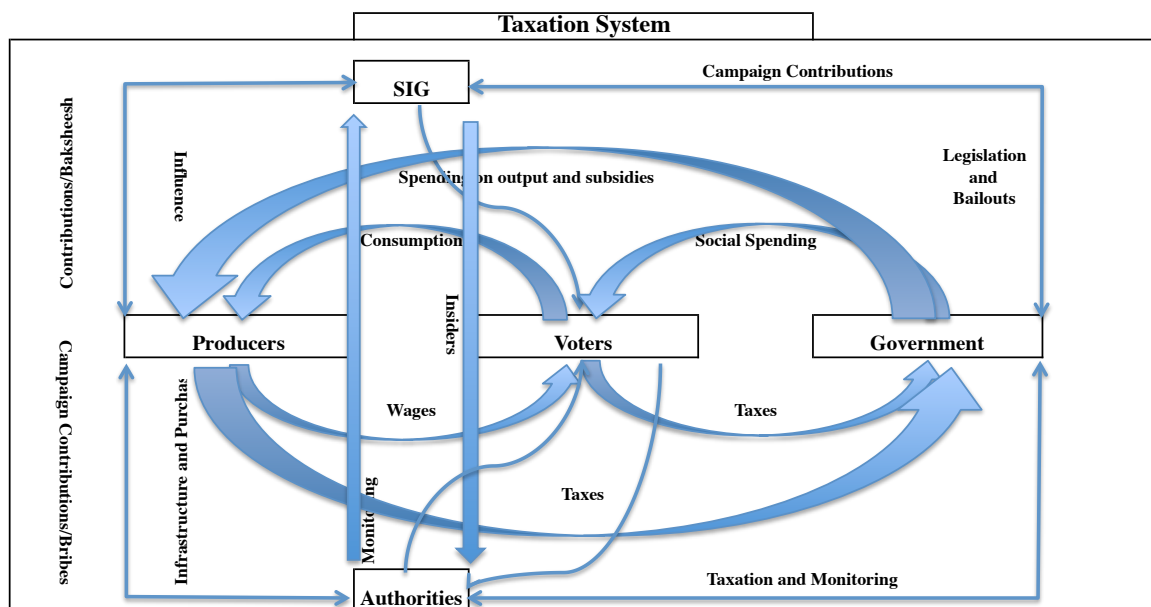 Taxation System
SIG
Campaign Contributions
Contributions/Baksheesh
Influence
Spending on output and subsidies
Legislation
and
Bailouts
Consumption
Social Spending
Insiders
Producers
Voters
Government
Campaign Contributions/Bribes
Infrastructure and Purchas
Wages
Taxes
Monitoring
Taxes
Taxation and Monitoring
Authorities